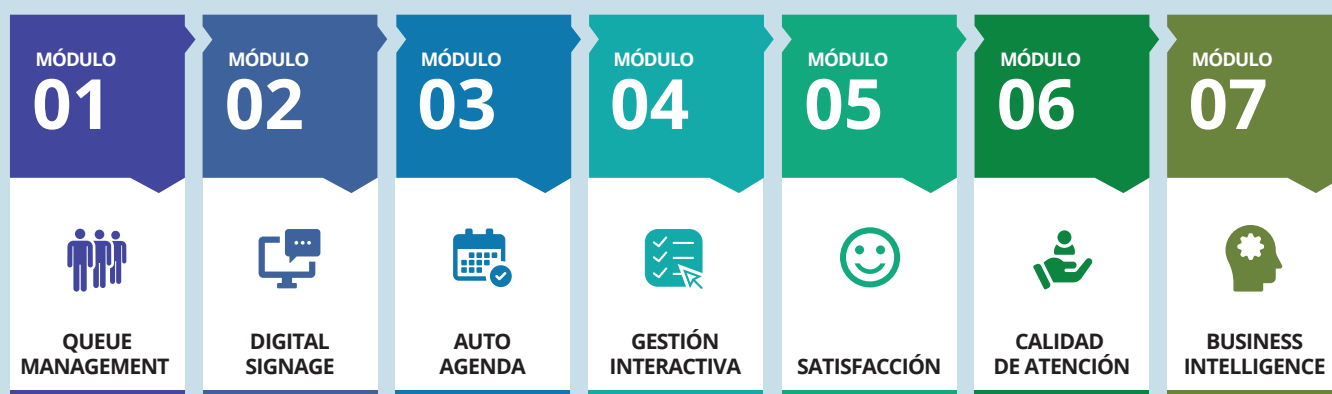 MÓDULO
01
QUEUE
MANAGEMENT
MÓDULO
02
DIGITAL
SIGNAGE
MÓDULO
03
AUTO
AGENDA
MÓDULO
04
GESTIÓN
INTERACTIVA
MÓDULO
05
SATISFACCIÓN
MÓDULO
06
CALIDAD
DE ATENCIÓN
MÓDULO
07
BUSINESS
INTELLIGENCE